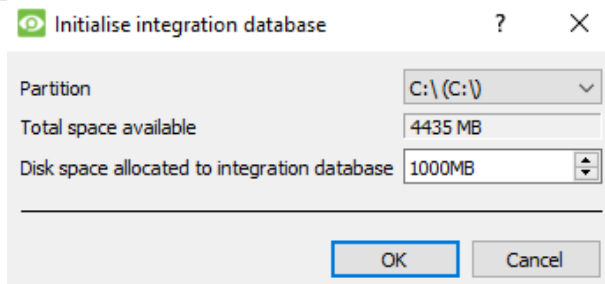 Initialise integration database ? ×
Partition C:\ (C:\)
Total space available 4435 MB
Disk space allocated to integration database 1000MB
OK Cancel